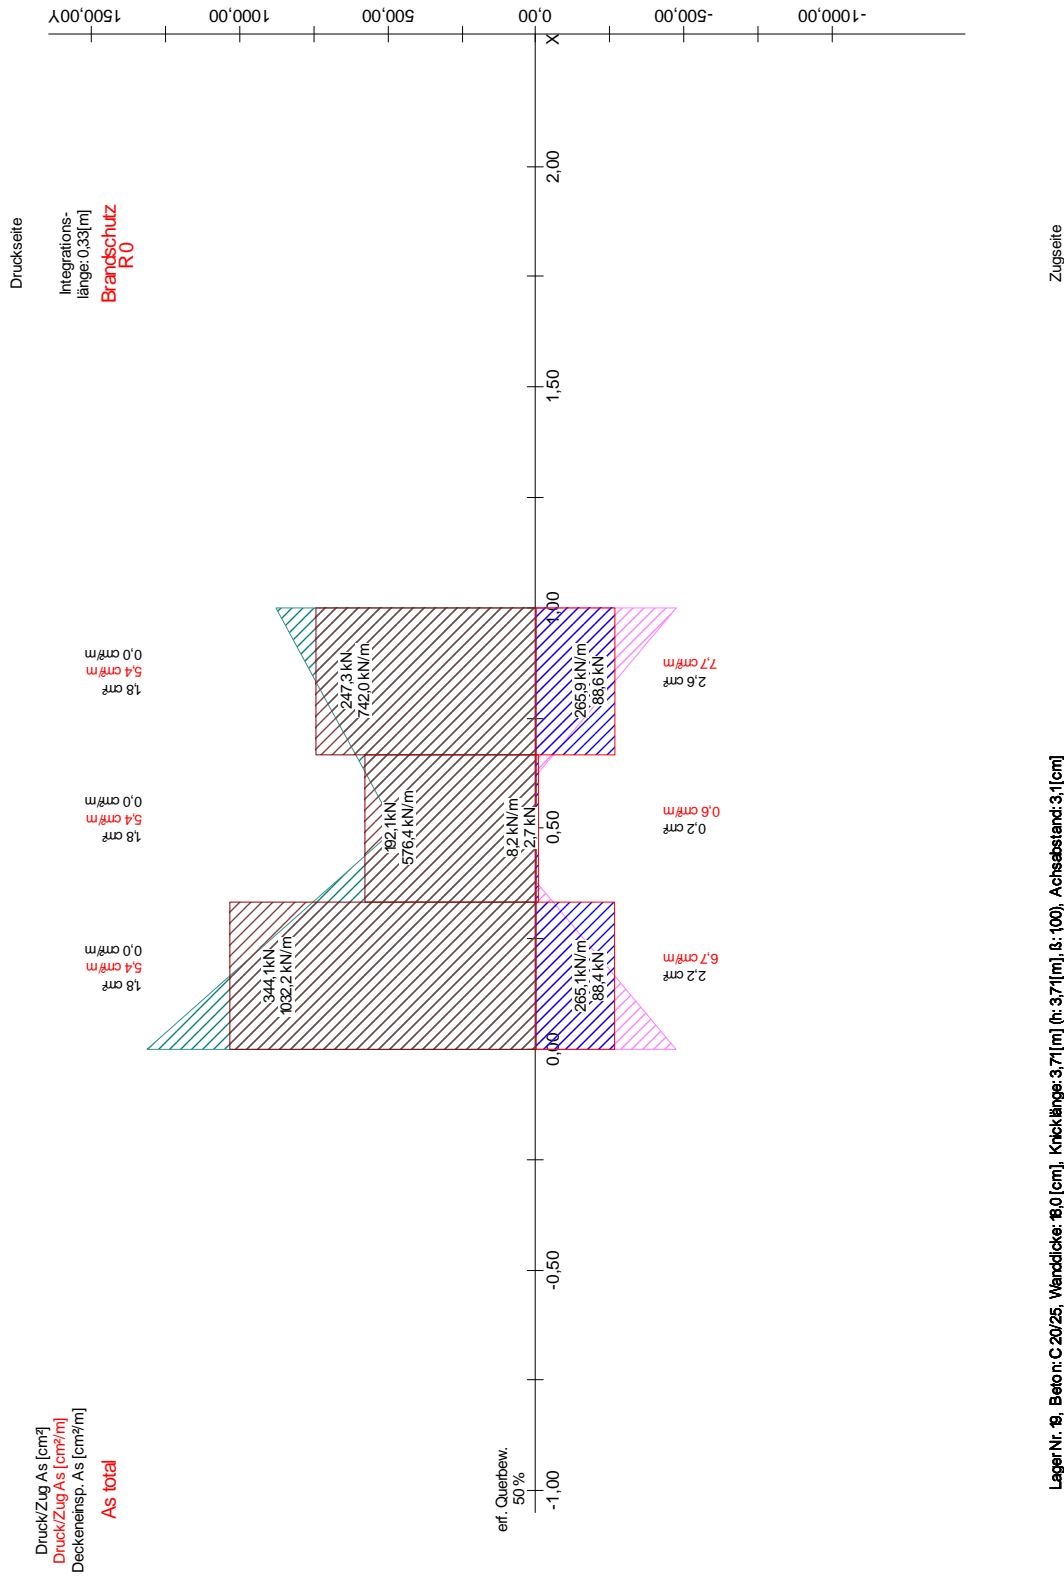 Druck/Zug As [cm²]
Druck/Zug As [cm²/m]
Deckeneinsp. As [cm²/m]
As total
Druckseite
Integrations-
länge: 0,33[m]
Brandschutz
R 0
1500,00Y
1000,00
500,00
0,00
-500,00
-1000,00
X
0,0 cm²/m
5,4 cm²/m
1,8 cm²
0,0 cm²/m
5,4 cm²/m
1,8 cm²
0,0 cm²/m
5,4 cm²/m
1,8 cm²
344,1 kN
1032,2 kN/m
192,1 kN
576,4 kN/m
247,3 kN
742,0 kN/m
erf. Querbew.
50 %
-1,00
-0,50
0,00
0,50
1,00
1,50
2,00
265,1 kN/m
88,4 kN
8,2 kN/m
2,7 kN
265,9 kN/m
88,6 kN
6,7 cm²/m
2,2 cm²
0,6 cm²/m
0,2 cm²
7,7 cm²/m
2,6 cm²
Zugseite
Lager Nr. 19, Beton: C 20/25, Wanddicke: 18,0 [cm], Knicklänge: 3,71 [m] (h: 3,71 [m], ß: 1,00), Achsabstand: 3,1 [cm]